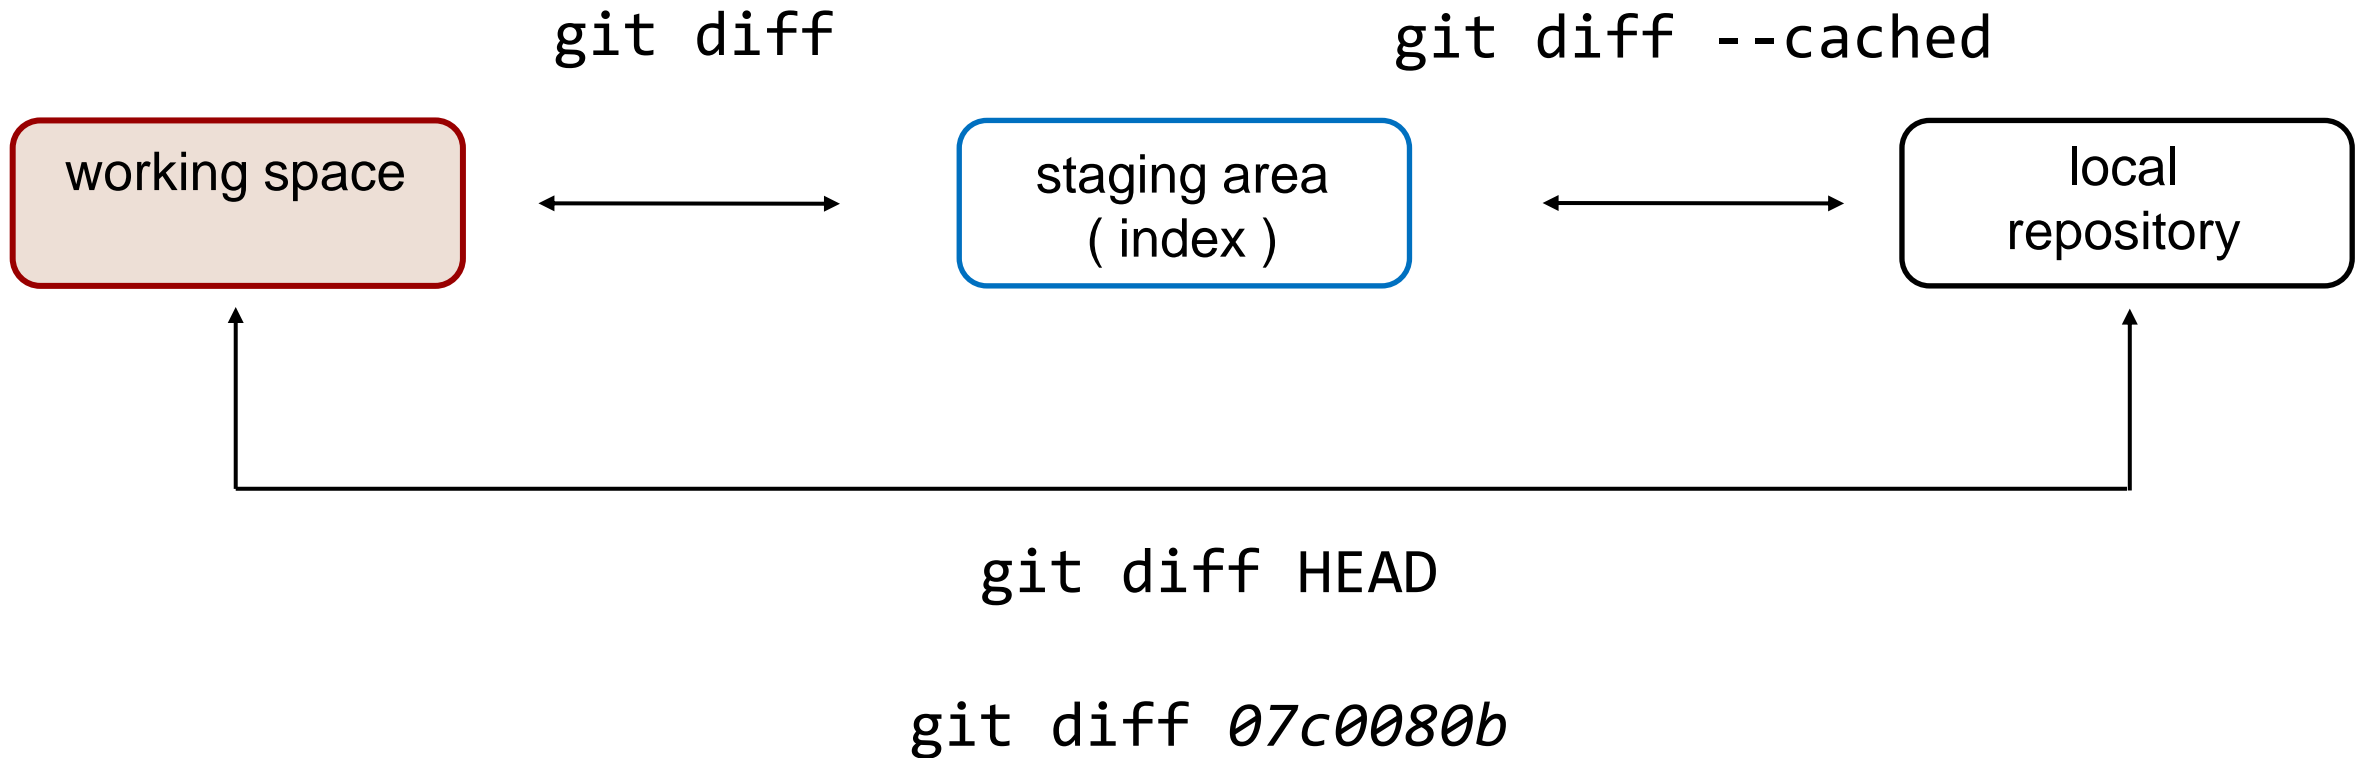 git diff
git diff --cached
working space
staging area
( index )
local
repository
git diff HEAD
git diff 07c0080b